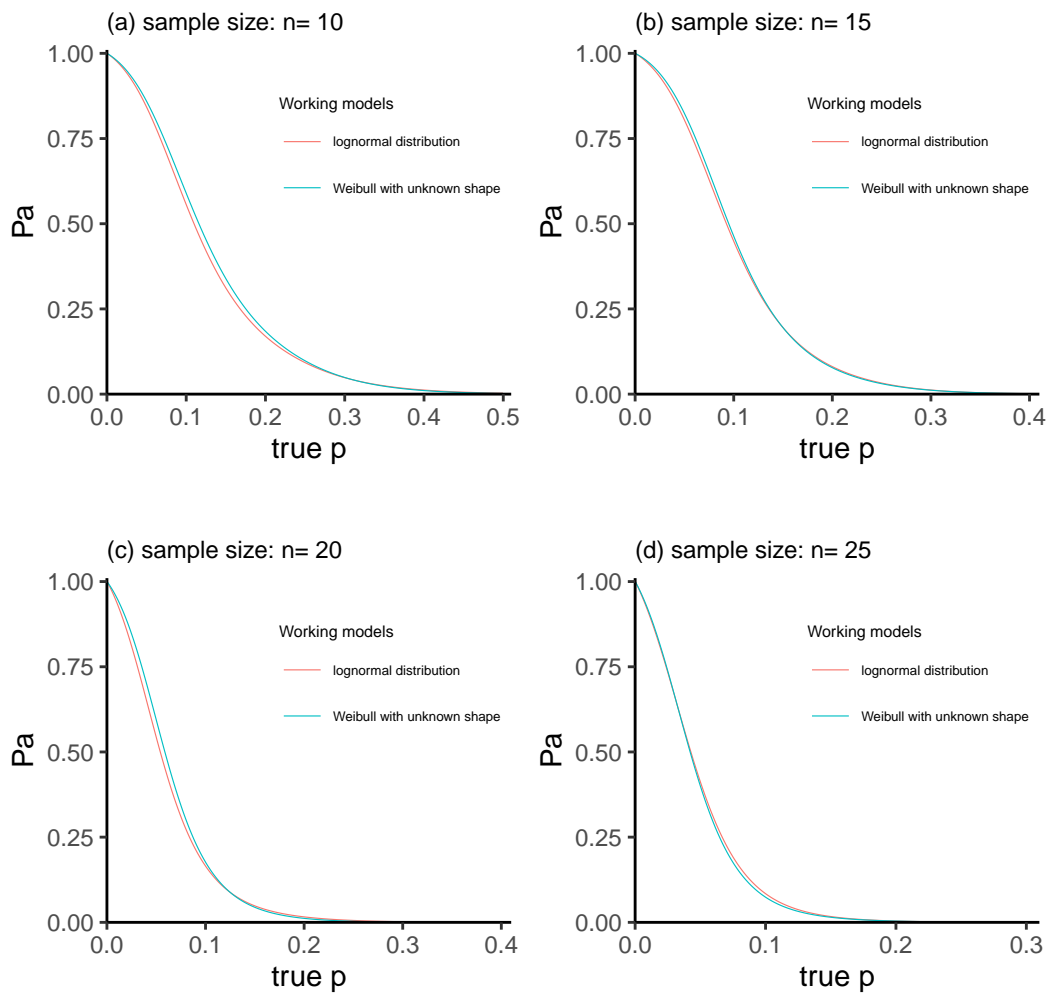 (a) sample size: n= 10
1.00
0.75
0.50
0.25
0.00
Pa
Working models
lognormal distribution
Weibull with unknown shape
0.0 0.1 0.2 0.3 0.4 0.5
true p
(b) sample size: n= 15
1.00
0.75
0.50
0.25
0.00
Pa
Working models
lognormal distribution
Weibull with unknown shape
0.0 0.1 0.2 0.3 0.4
true p
(c) sample size: n= 20
1.00
0.75
0.50
0.25
0.00
Pa
Working models
lognormal distribution
Weibull with unknown shape
0.0 0.1 0.2 0.3 0.4
true p
(d) sample size: n= 25
1.00
0.75
0.50
0.25
0.00
Pa
Working models
lognormal distribution
Weibull with unknown shape
0.0 0.1 0.2 0.3
true p